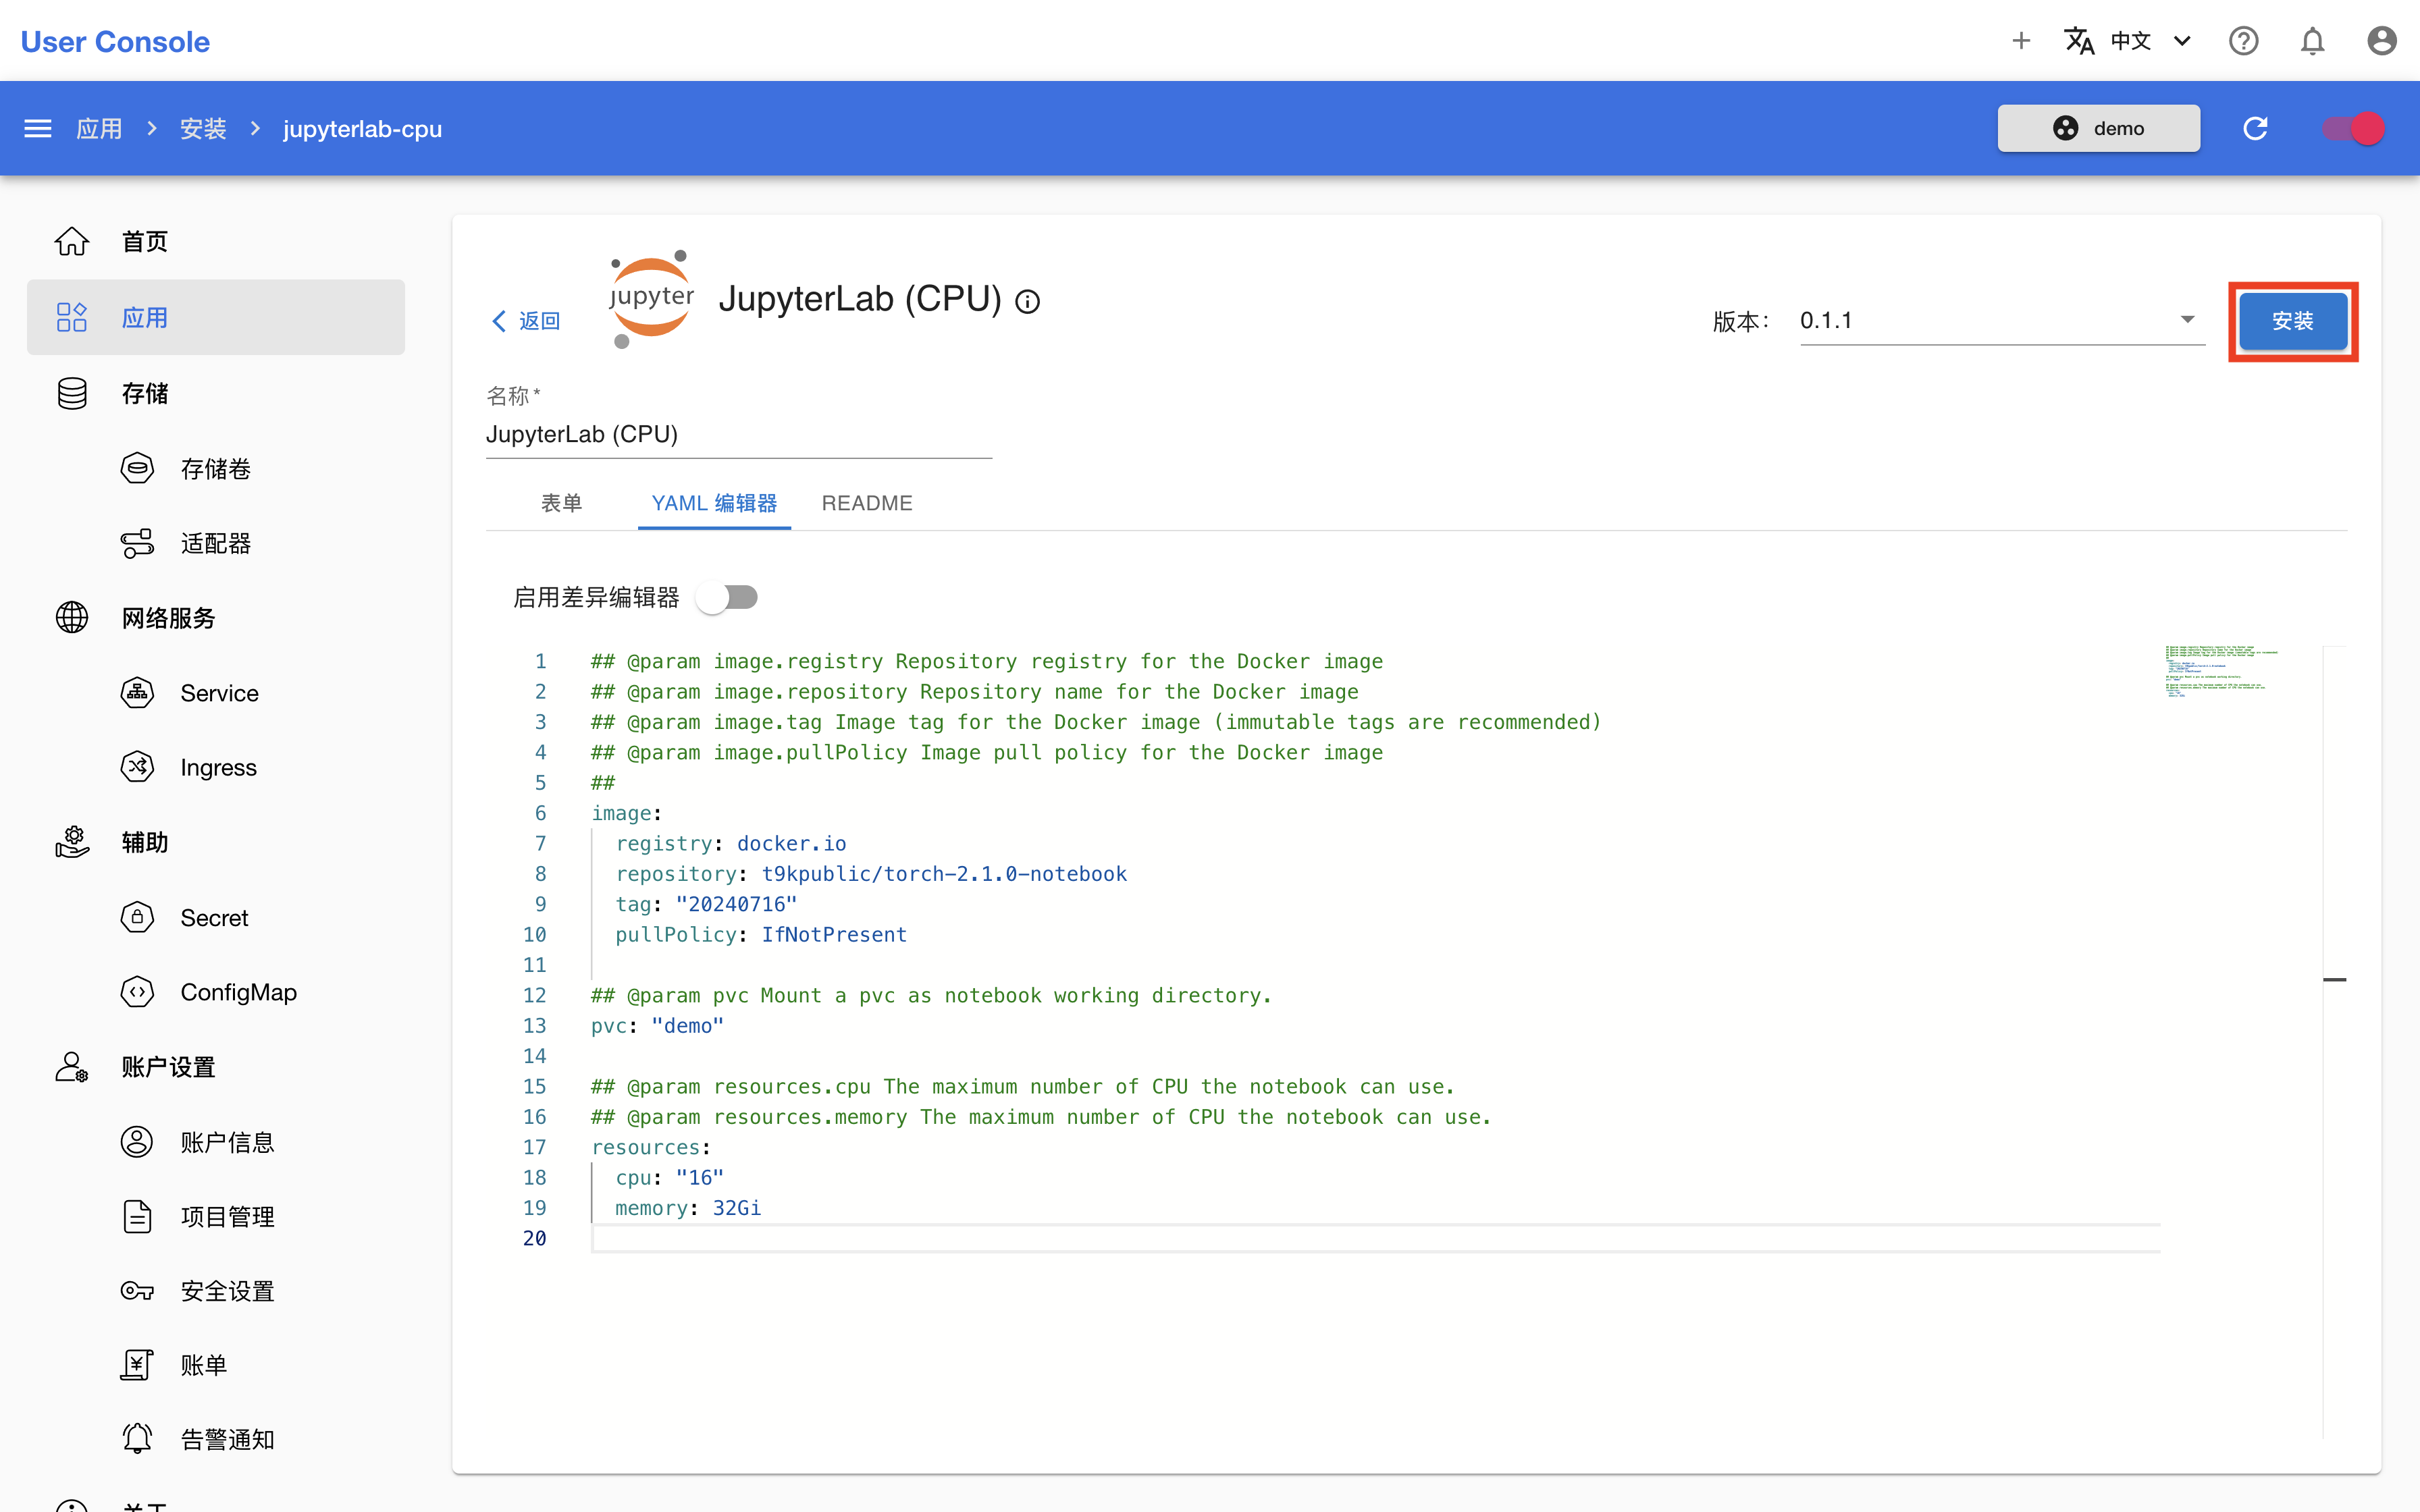 User Console
中文
应用 > 安装 > jupyterlab-cpu
demo
首页
应用
存储
存储卷
适配器
网络服务
Service
Ingress
辅助
Secret
ConfigMap
账户设置
账户信息
项目管理
安全设置
账单
告警通知
返回
jupyter
JupyterLab (CPU)
版本：
0.1.1
安装
名称 *
JupyterLab (CPU)
表单
YAML 编辑器
README
启用差异编辑器
1 ## @param image.registry Repository registry for the Docker image
2 ## @param image.repository Repository name for the Docker image
3 ## @param image.tag Image tag for the Docker image (immutable tags are recommended)
4 ## @param image.pullPolicy Image pull policy for the Docker image
5 ##
6 image:
7   registry: docker.io
8   repository: t9kpublic/torch-2.1.0-notebook
9   tag: "20240716"
10   pullPolicy: IfNotPresent
11
12 ## @param pvc Mount a pvc as notebook working directory.
13 pvc: "demo"
14
15 ## @param resources.cpu The maximum number of CPU the notebook can use.
16 ## @param resources.memory The maximum number of CPU the notebook can use.
17 resources:
18   cpu: "16"
19   memory: 32Gi
20